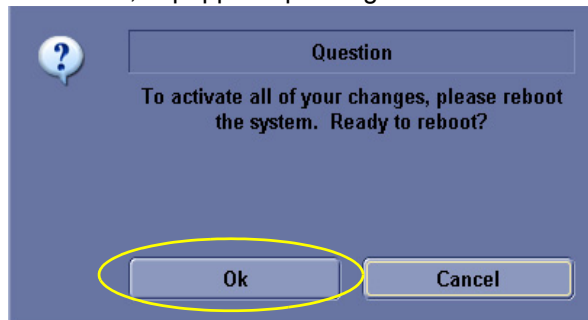 Question
To activate all of your changes, please reboot
the system. Ready to reboot?
Ok
Cancel